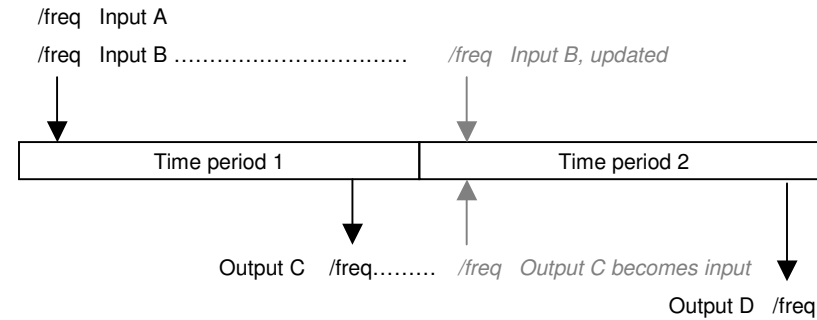 /freq Input A
/freq Input B ................................. /freq Input B, updated
Time period 1 Time period 2
Output C /freq......... /freq Output C becomes input
Output D /freq